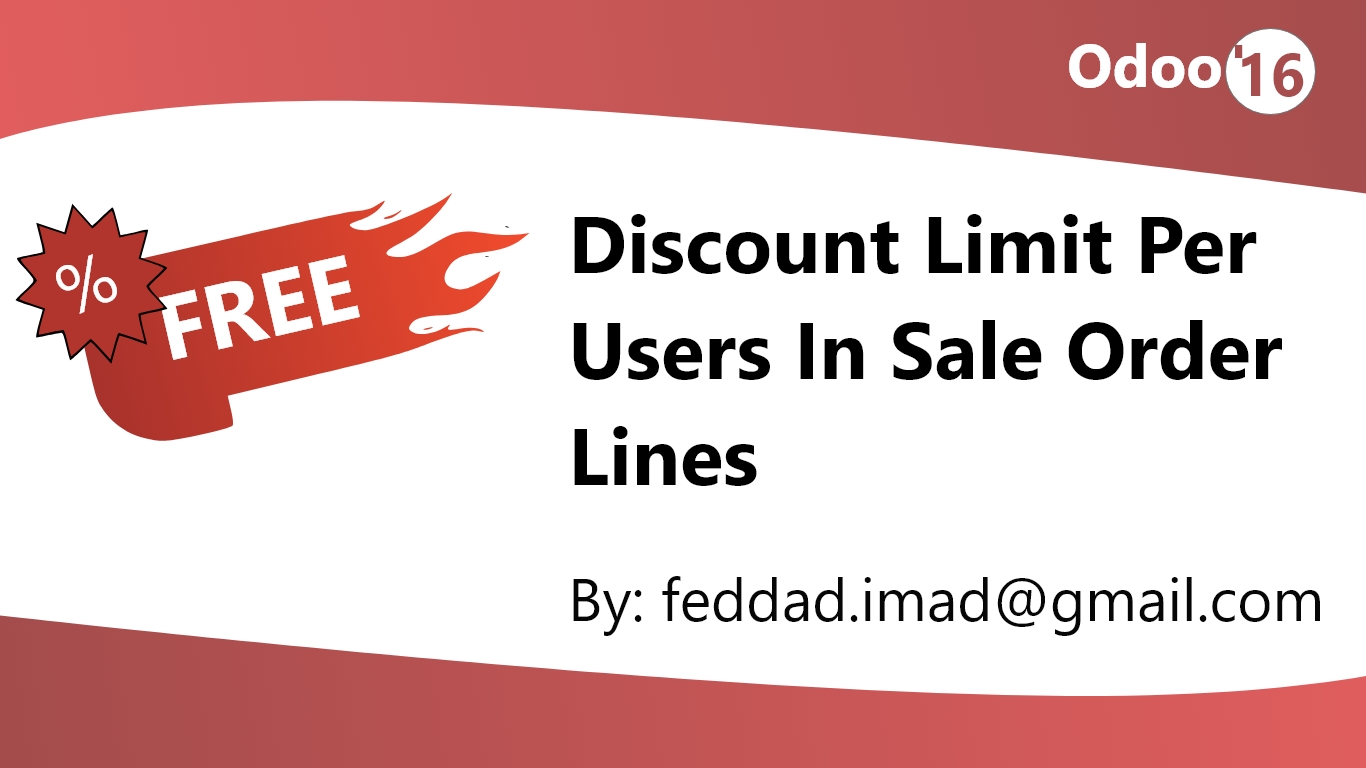 Odoo 16
% FREE
Discount Limit Per
Users In Sale Order
Lines
By: feddad.imad@gmail.com